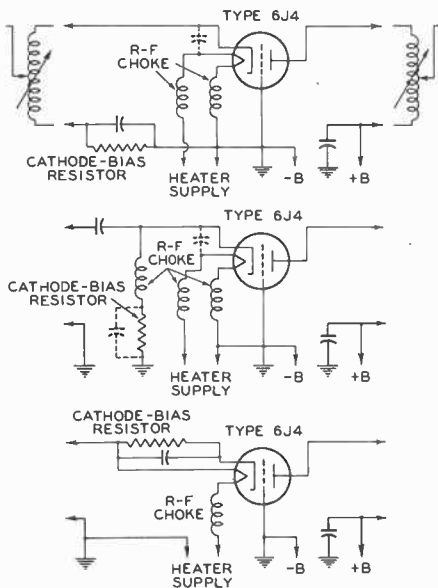 TYPE 6J4
R-F
CHOKE
CATHODE-BIAS
RESISTOR
HEATER
SUPPLY
-B
+B
TYPE 6J4
R-F
CHOKE
CATHODE-BIAS
RESISTOR
HEATER
SUPPLY
-B
+B
CATHODE-BIAS
RESISTOR
TYPE 6J4
R-F
CHOKE
HEATER
SUPPLY
-B
+B